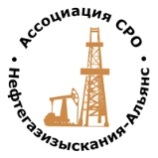 Ассоциация СРО
Нефтегазизыскания-Альянс